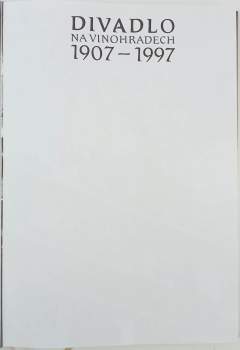 DIVADLO
NA VINOHRADECH
1907 – 1997